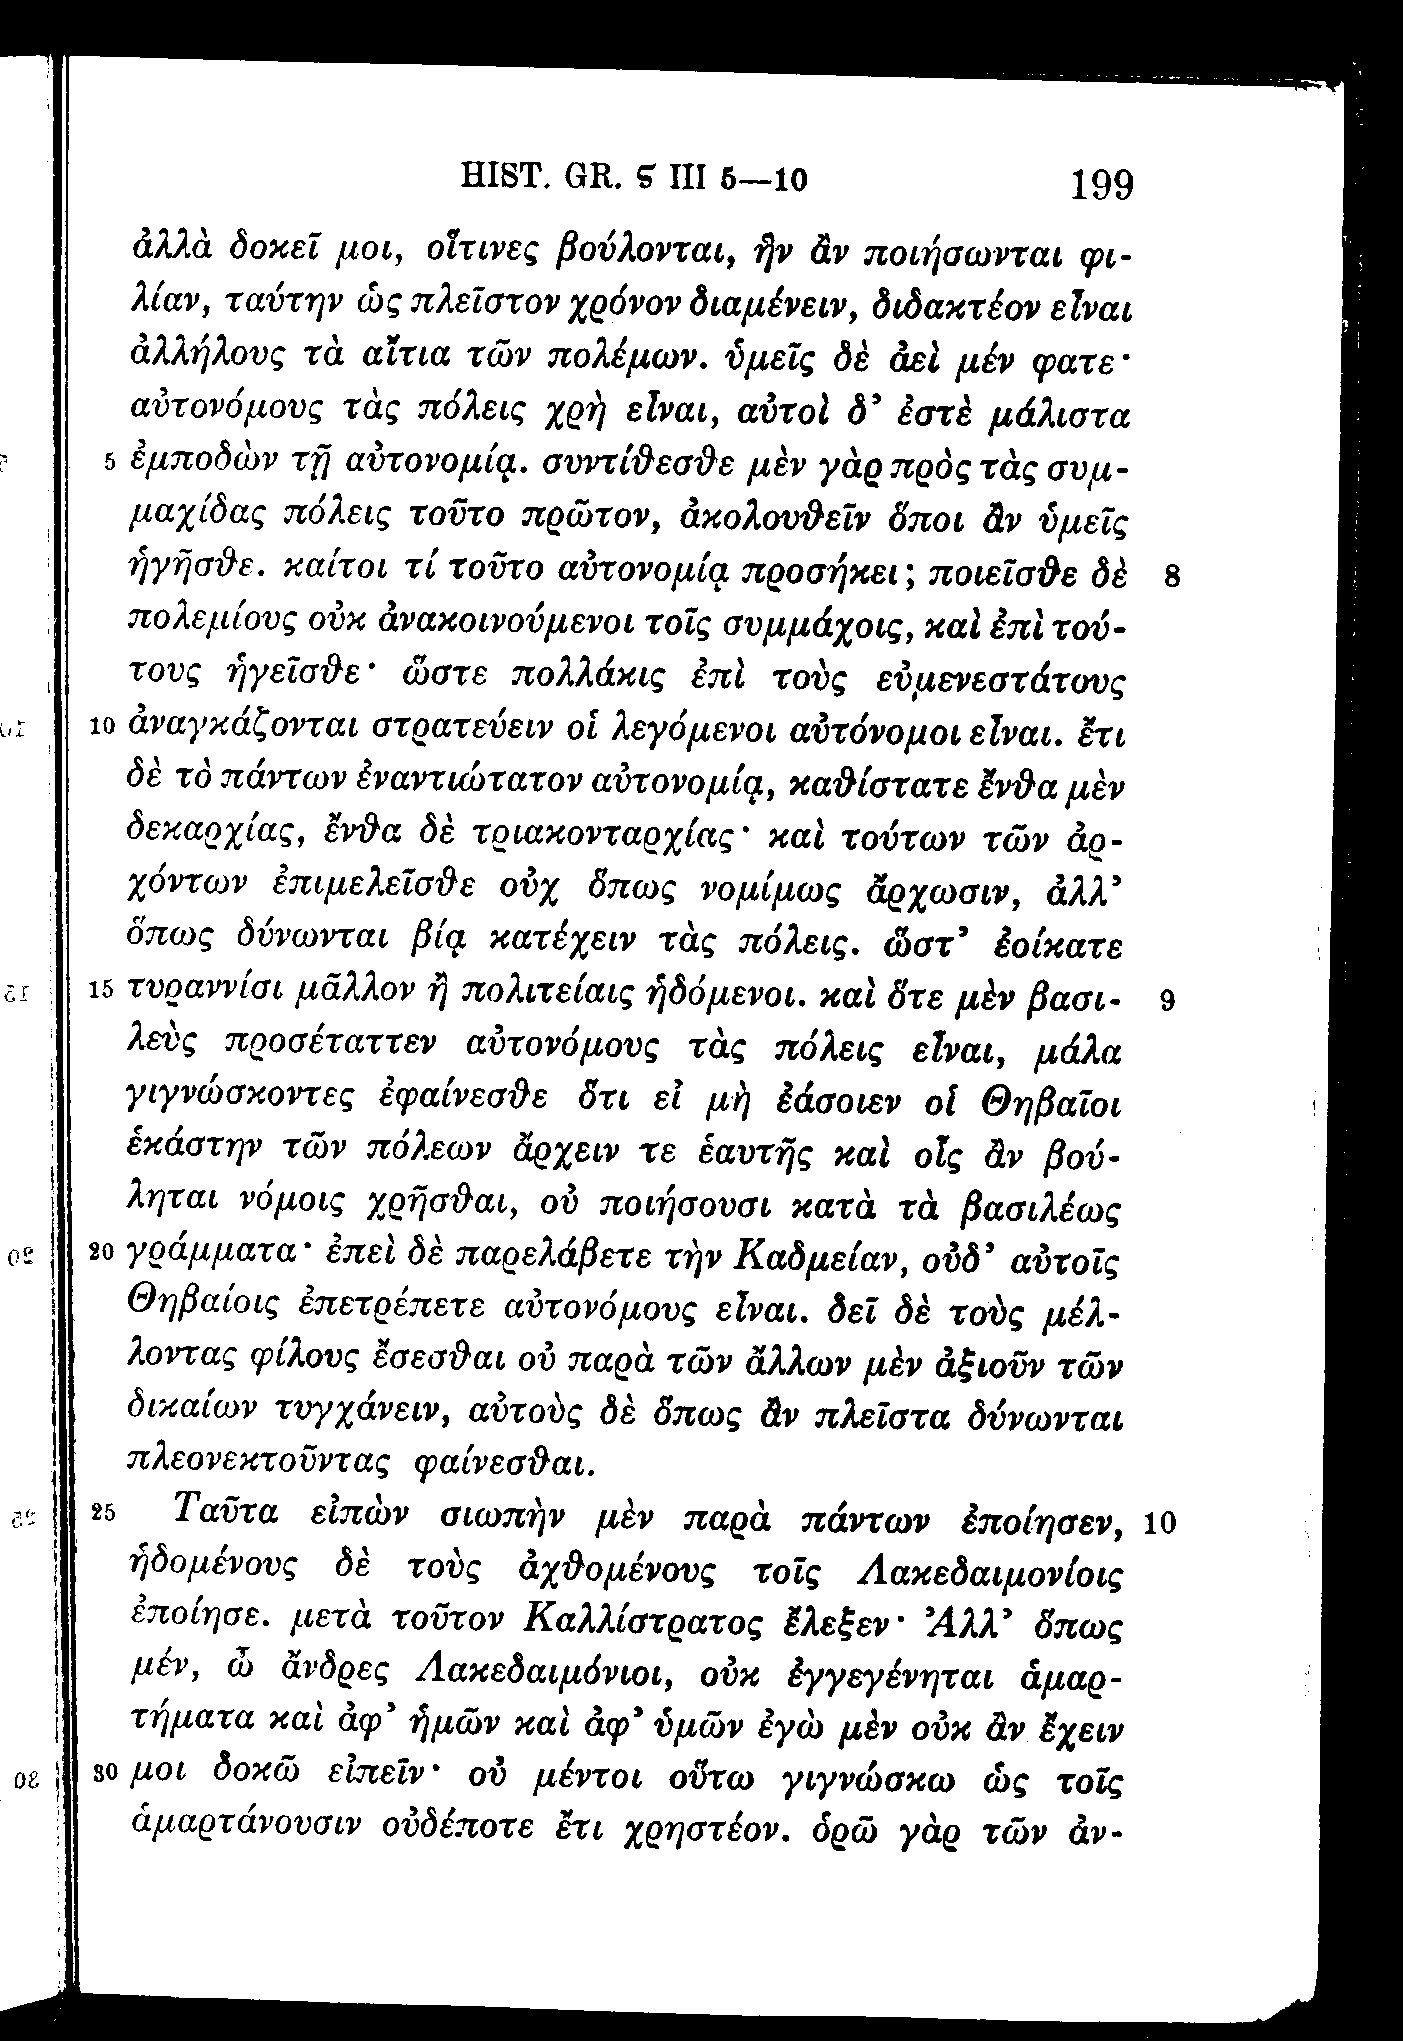 HIST. GR. Ϛ III 5—10 199
ἀλλὰ δοκεῖ μοι, οἵτινες βούλονται, ἣν ἂν ποιήσωνται φι-
λίαν, ταύτην ὡς πλεῖστον χρόνον διαμένειν, διδακτέον εἶναι
ἀλλήλους τὰ αἴτια τῶν πολέμων. ὑμεῖς δὲ ἀεὶ μέν φατε·
αὐτονόμους τὰς πόλεις χρὴ εἶναι, αὐτοὶ δ’ ἐστὲ μάλιστα
5 ἐμποδὼν τῇ αὐτονομίᾳ. συντίθεσθε μὲν γὰρ πρὸς τὰς συμ-
μαχίδας πόλεις τοῦτο πρῶτον, ἀκολουθεῖν ὅποι ἂν ὑμεῖς
ἡγῆσθε. καίτοι τί τοῦτο αὐτονομίᾳ προσήκει; ποιεῖσθε δὲ 8
πολεμίους οὐκ ἀνακοινούμενοι τοῖς συμμάχοις, καὶ ἐπὶ τού-
τους ἡγεῖσθε· ὥστε πολλάκις ἐπὶ τοὺς εὐμενεστάτους
10 ἀναγκάζονται στρατεύειν οἱ λεγόμενοι αὐτόνομοι εἶναι. ἔτι
δὲ τὸ πάντων ἐναντιώτατον αὐτονομίᾳ, καθίστατε ἔνθα μὲν
δεκαρχίας, ἔνθα δὲ τριακονταρχίας· καὶ τούτων τῶν ἀρ-
χόντων ἐπιμελεῖσθε οὐχ ὅπως νομίμως ἄρχωσιν, ἀλλ’
ὅπως δύνωνται βίᾳ κατέχειν τὰς πόλεις. ὥστ’ ἐοίκατε
15 τυραννίσι μᾶλλον ἢ πολιτείαις ἡδόμενοι. καὶ ὅτε μὲν βασι- 9
λεὺς προσέταττεν αὐτονόμους τὰς πόλεις εἶναι, μάλα
γιγνώσκοντες ἐφαίνεσθε ὅτι εἰ μὴ ἐάσοιεν οἱ Θηβαῖοι
ἑκάστην τῶν πόλεων ἄρχειν τε ἑαυτῆς καὶ οἷς ἂν βού-
ληται νόμοις χρῆσθαι, οὐ ποιήσουσι κατὰ τὰ βασιλέως
20 γράμματα· ἐπεὶ δὲ παρελάβετε τὴν Καδμείαν, οὐδ’ αὐτοῖς
Θηβαίοις ἐπετρέπετε αὐτονόμους εἶναι. δεῖ δὲ τοὺς μέλ-
λοντας φίλους ἔσεσθαι οὐ παρὰ τῶν ἄλλων μὲν ἀξιοῦν τῶν
δικαίων τυγχάνειν, αὐτοὺς δὲ ὅπως ἂν πλεῖστα δύνωνται
πλεονεκτοῦντας φαίνεσθαι.
25 Ταῦτα εἰπὼν σιωπὴν μὲν παρὰ πάντων ἐποίησεν, 10
ἡδομένους δὲ τοὺς ἀχθομένους τοῖς Λακεδαιμονίοις
ἐποίησε. μετὰ τοῦτον Καλλίστρατος ἔλεξεν· Ἀλλ’ ὅπως
μέν, ὦ ἄνδρες Λακεδαιμόνιοι, οὐκ ἐγγεγένηται ἁμαρ-
τήματα καὶ ἀφ’ ἡμῶν καὶ ἀφ’ ὑμῶν ἐγὼ μὲν οὐκ ἂν ἔχειν
30 μοι δοκῶ εἰπεῖν· οὐ μέντοι οὕτω γιγνώσκω ὡς τοῖς
ἁμαρτάνουσιν οὐδέποτε ἔτι χρηστέον. ὁρῶ γὰρ τῶν ἀν-